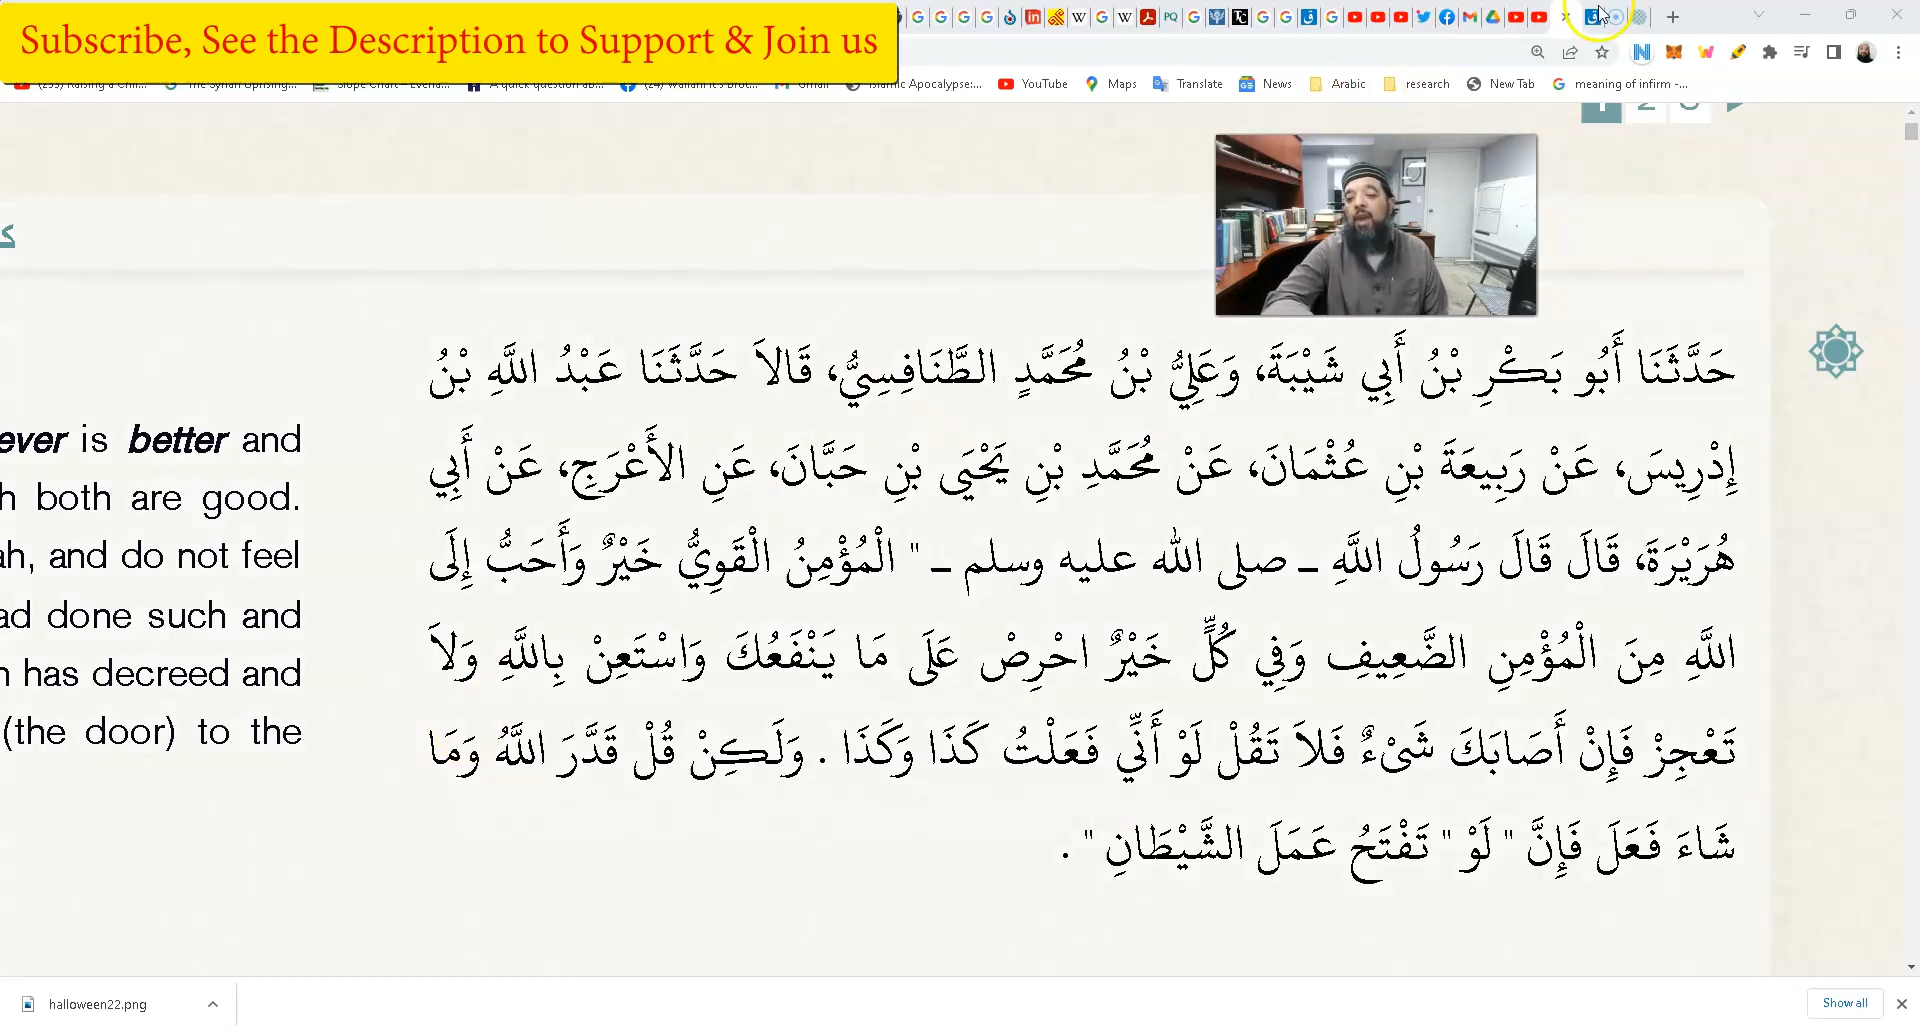 Subscribe, See the Description to Support & Join us
YouTube Maps Translate News Arabic research New Tab meaning of infirm -...
حَدَّثَنَا أَبُو بَكْرِ بْنُ أَبِي شَيْبَةَ، وَعَلِيُّ بْنُ مُحَمَّدٍ الطَّنَافِسِيُّ، قَالاَ حَدَّثَنَا عَبْدُ اللَّهِ بْنُ
إِدْرِيسَ، عَنْ رَبِيعَةَ بْنِ عُثْمَانَ، عَنْ مُحَمَّدِ بْنِ يَحْيَى بْنِ حَبَّانَ، عَنِ الأَعْرَجِ، عَنْ أَبِي
هُرَيْرَةَ، قَالَ قَالَ رَسُولُ اللَّهِ ـ صلى الله عليه وسلم ـ " الْمُؤْمِنُ الْقَوِيُّ خَيْرٌ وَأَحَبُّ إِلَى
اللَّهِ مِنَ الْمُؤْمِنِ الضَّعِيفِ وَفِي كُلٍّ خَيْرٌ احْرِصْ عَلَى مَا يَنْفَعُكَ وَاسْتَعِنْ بِاللَّهِ وَلاَ
تَعْجِزْ فَإِنْ أَصَابَكَ شَىْءٌ فَلاَ تَقُلْ لَوْ أَنِّي فَعَلْتُ كَذَا وَكَذَا . وَلَكِنْ قُلْ قَدَّرَ اللَّهُ وَمَا
شَاءَ فَعَلَ فَإِنَّ " لَوْ " تَفْتَحُ عَمَلَ الشَّيْطَانِ " .
ever is better and
h both are good.
ah, and do not feel
ad done such and
n has decreed and
(the door) to the
halloween22.png
Show all